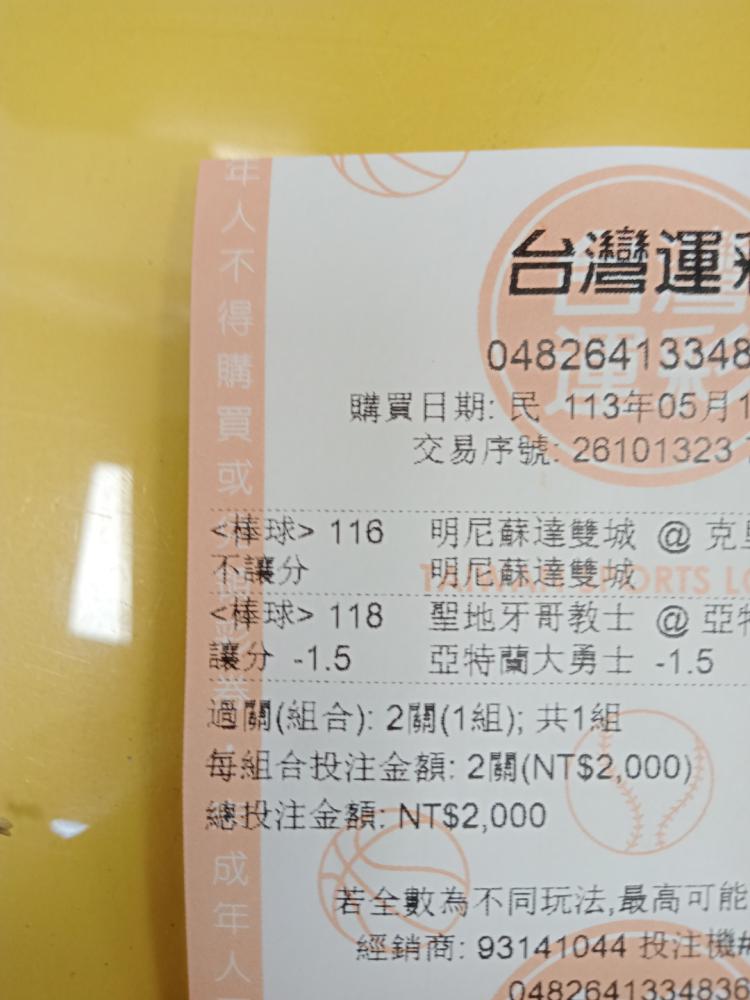 台灣運
04826413348
購買日期: 民 113年05月1
交易序號: 26101323
<棒球> 116 明尼蘇達雙城 @ 克
不讓分 明尼蘇達雙城
<棒球> 118 聖地牙哥教士 @ 亞特
讓分 -1.5 亞特蘭大勇士 -1.5
過關(組合): 2關(1組); 共1組
每組合投注金額: 2關(NT$2,000)
總投注金額: NT$2,000
若全數為不同玩法,最高可能
經銷商: 93141044 投注機#
0482641334836
年人不得購買或
成年人
TAIWAN SPORTS LO